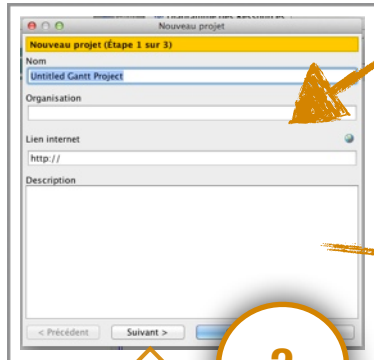 Nouveau projet
Nouveau projet (Étape 1 sur 3)
Nom
Untitled Gantt Project
Organisation
Lien internet
http://
Description
< Précédent
Suivant >